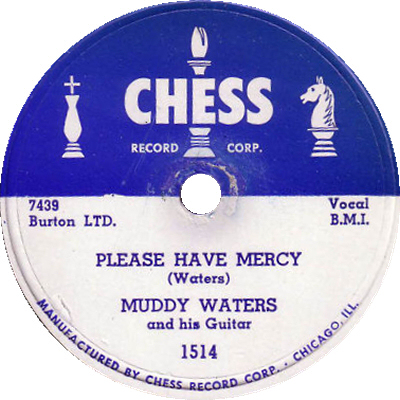 CHESS
RECORD CORP.
7439 Vocal
Burton LTD. B.M.I.
PLEASE HAVE MERCY
(Waters)
MUDDY WATERS
and his Guitar
1514
MANUFACTURED BY CHESS RECORD CORP. · CHICAGO, ILL.